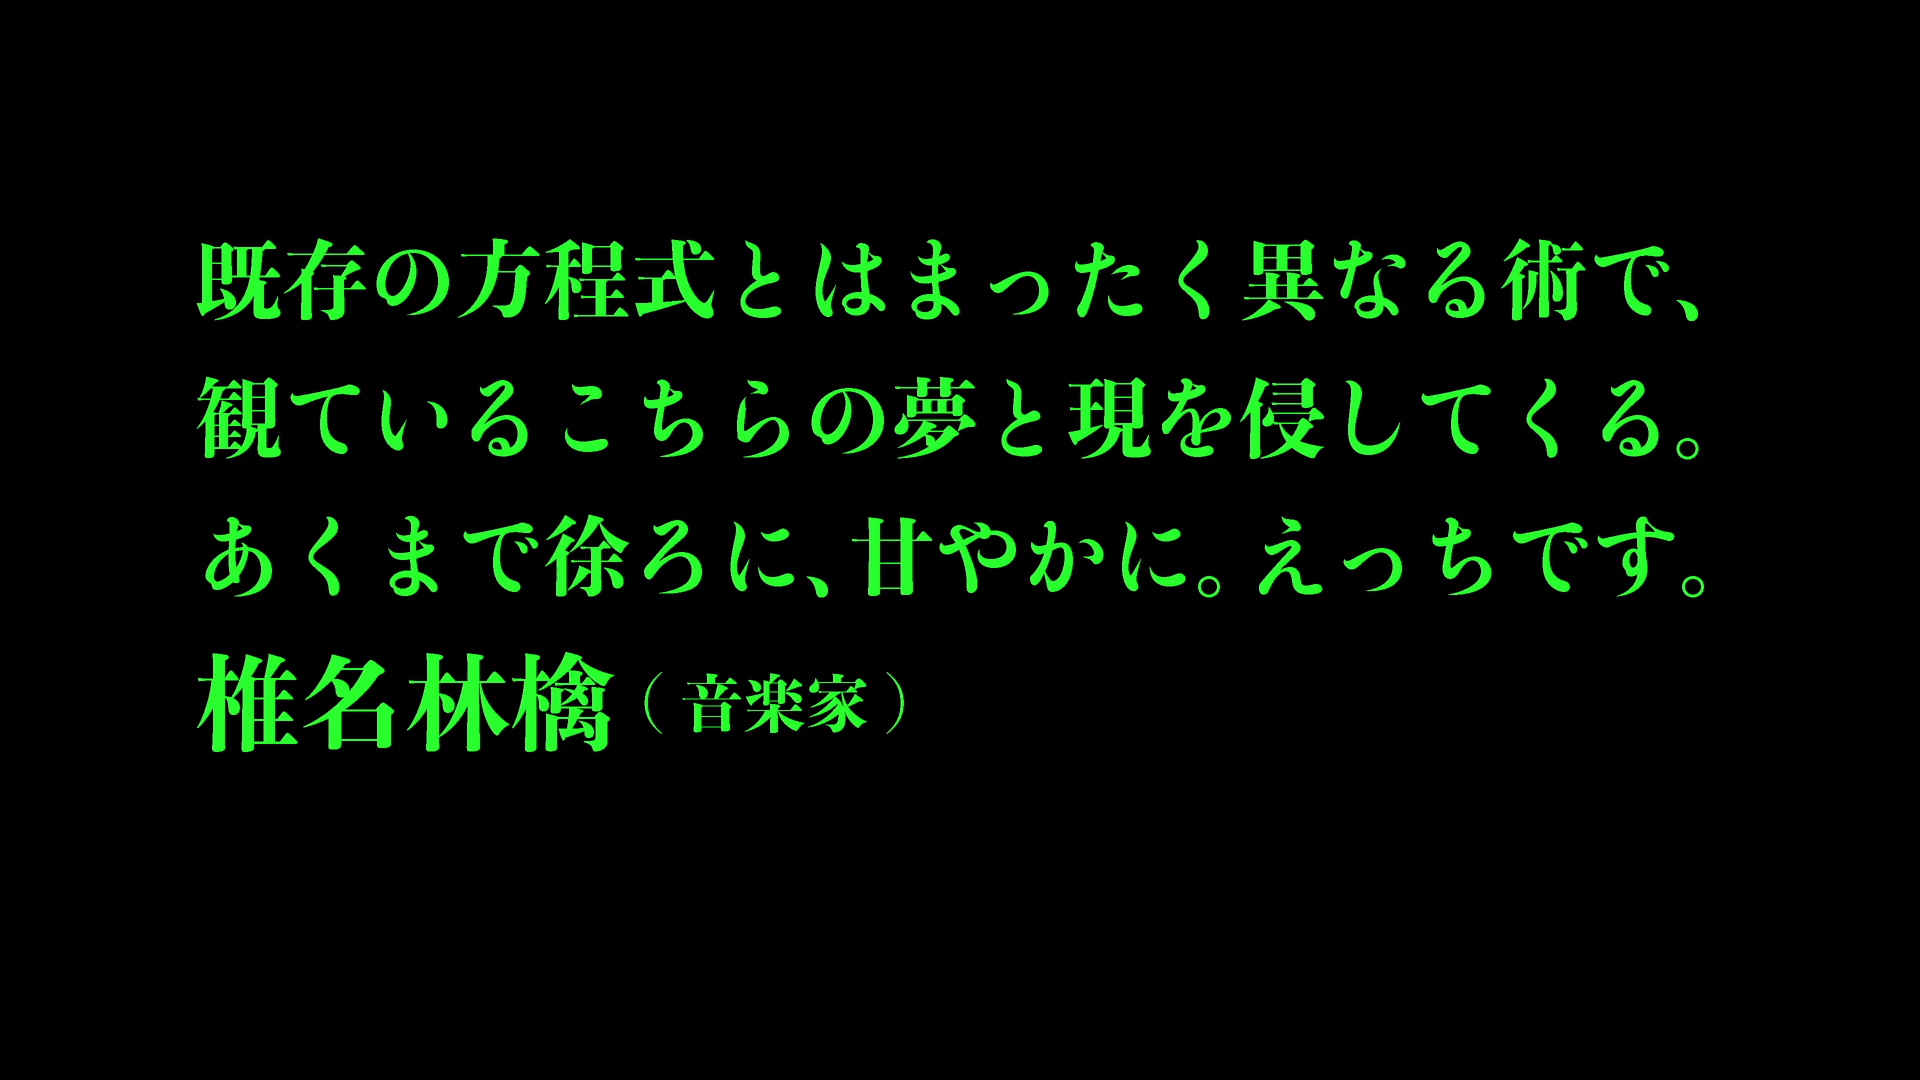 既存の方程式とはまったく異なる術で、
観ているこちらの夢と現を侵してくる。
あくまで徐ろに、甘やかに。えっちです。
椎名林檎（音楽家）